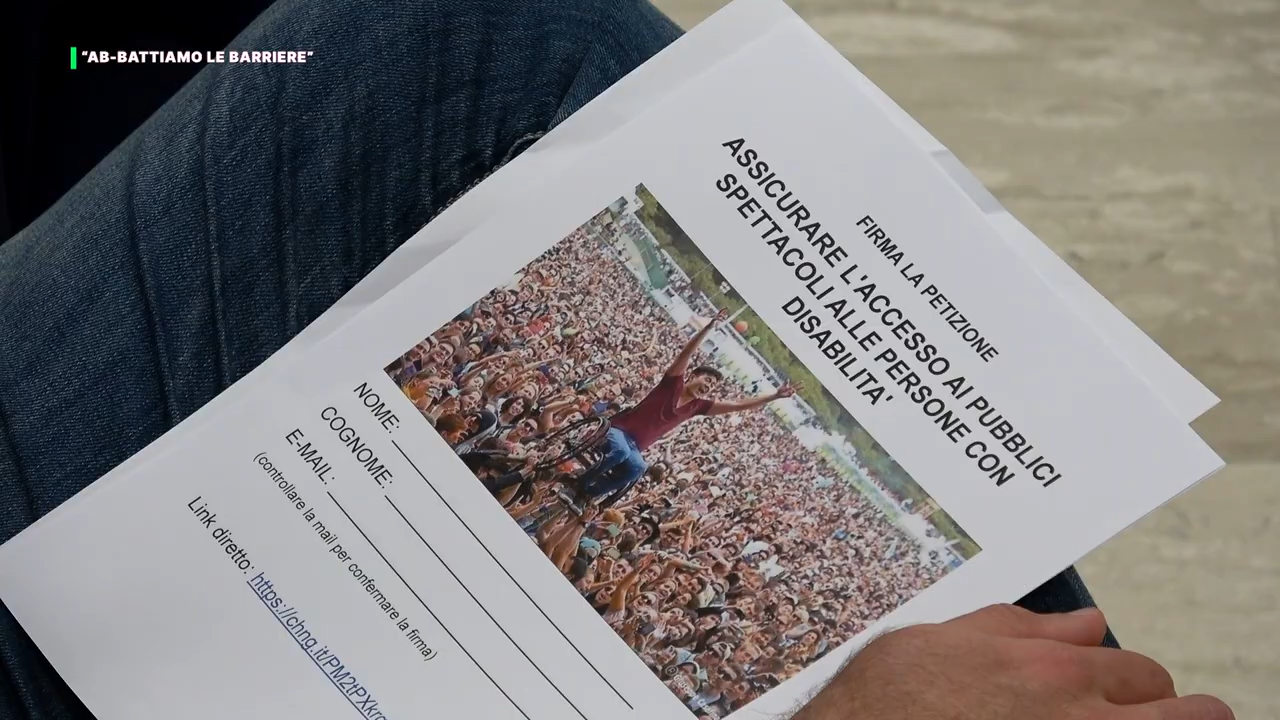 "AB-BATTIAMO LE BARRIERE"
FIRMA LA PETIZIONE
ASSICURARE L'ACCESSO AI PUBBLICI
SPETTACOLI ALLE PERSONE CON
DISABILITA'
NOME:
COGNOME:
E-MAIL:
(controllare la mail per confermare la firma)
Link diretto: